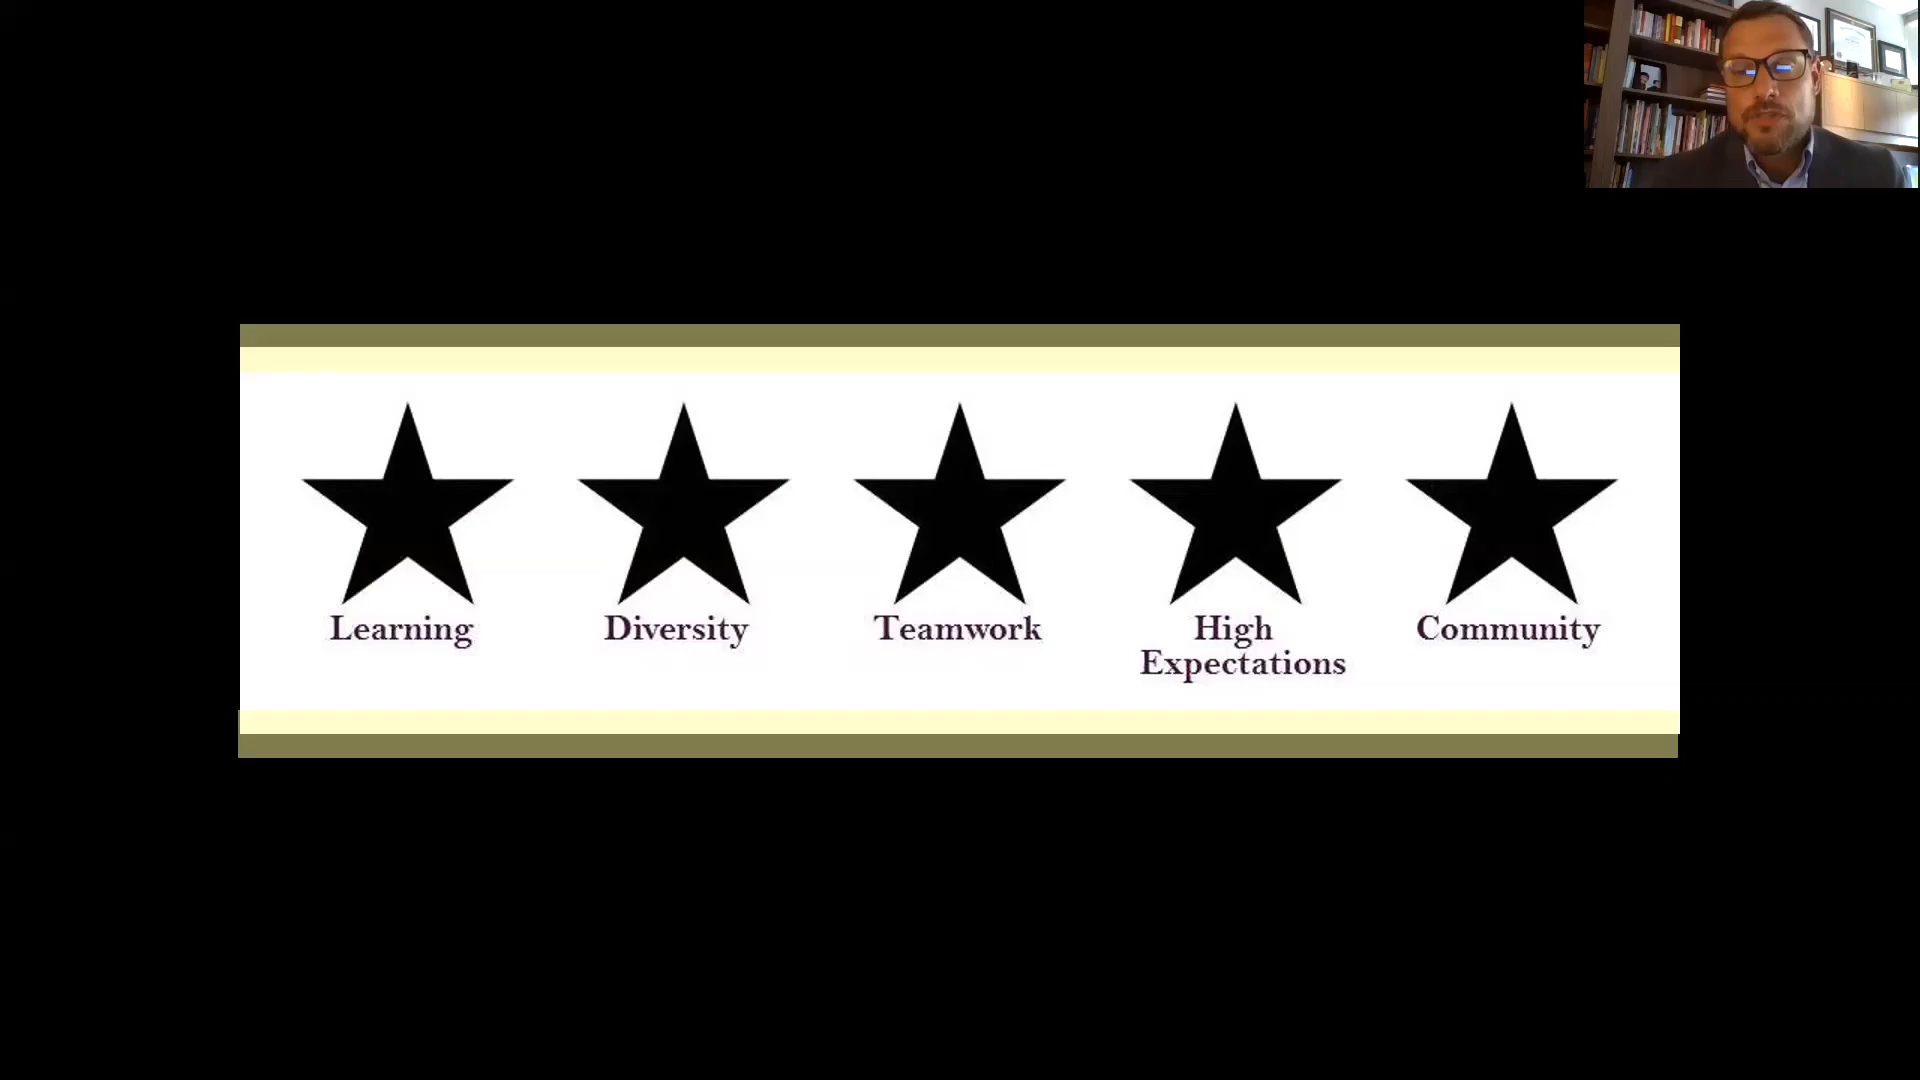 Learning
Diversity
Teamwork
High
Expectations
Community